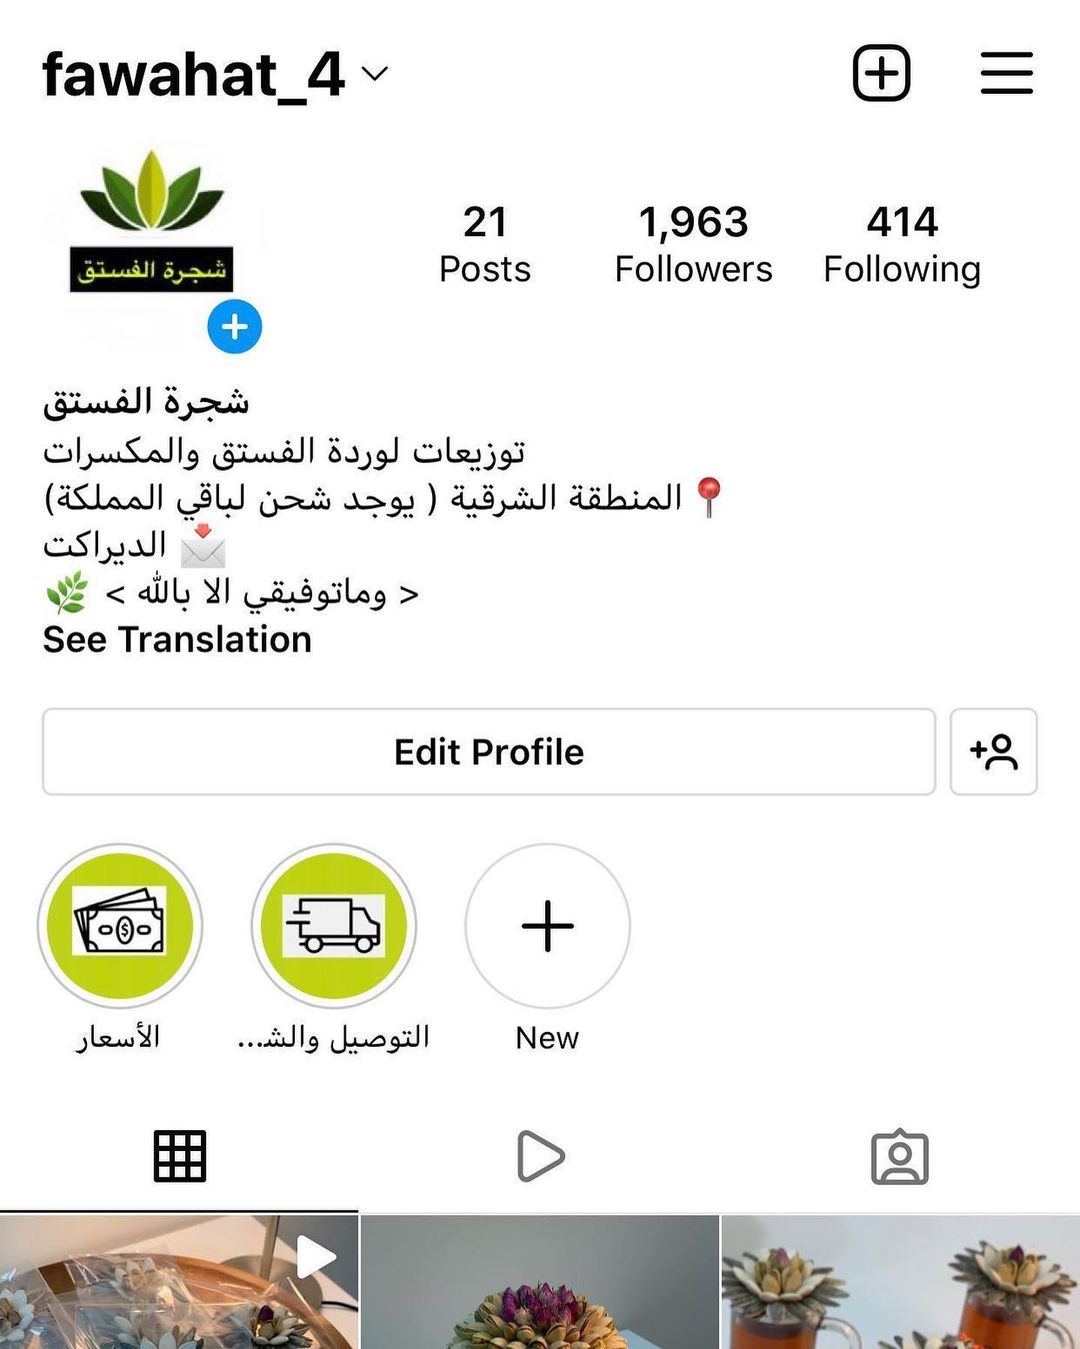 fawahat_4
شجرة الفستق
21
Posts
1,963
Followers
414
Following
شجرة الفستق
توزيعات لوردة الفستق والمكسرات
📍 المنطقة الشرقية ( يوجد شحن لباقي المملكة)
📩 الديراكت
< وماتوفيقي الا بالله > 🌿
See Translation
Edit Profile
الأسعار
التوصيل والشـ...
New